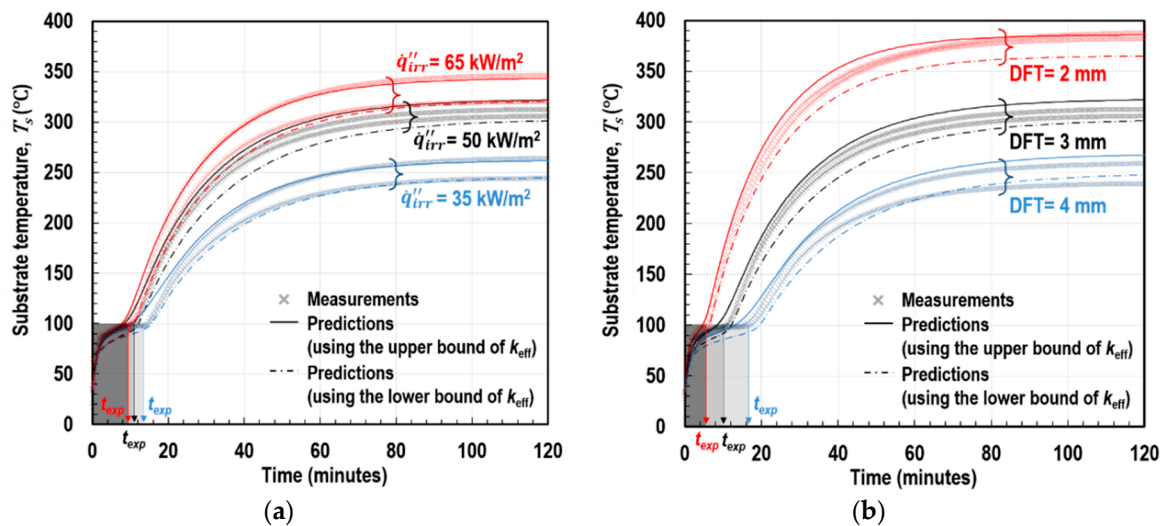 400
350
300
250
200
150
100
50
0
Substrate temperature, Ts (°C)
q̇″irr = 65 kW/m²
q̇″irr = 50 kW/m²
q̇″irr = 35 kW/m²
Measurements
Predictions
(using the upper bound of keff)
Predictions
(using the lower bound of keff)
texp
texp
texp
0 20 40 60 80 100 120
Time (minutes)
(a)
400
350
300
250
200
150
100
50
0
Substrate temperature, Ts (°C)
DFT= 2 mm
DFT= 3 mm
DFT= 4 mm
Measurements
Predictions
(using the upper bound of keff)
Predictions
(using the lower bound of keff)
texp
texp
texp
0 20 40 60 80 100 120
Time (minutes)
(b)